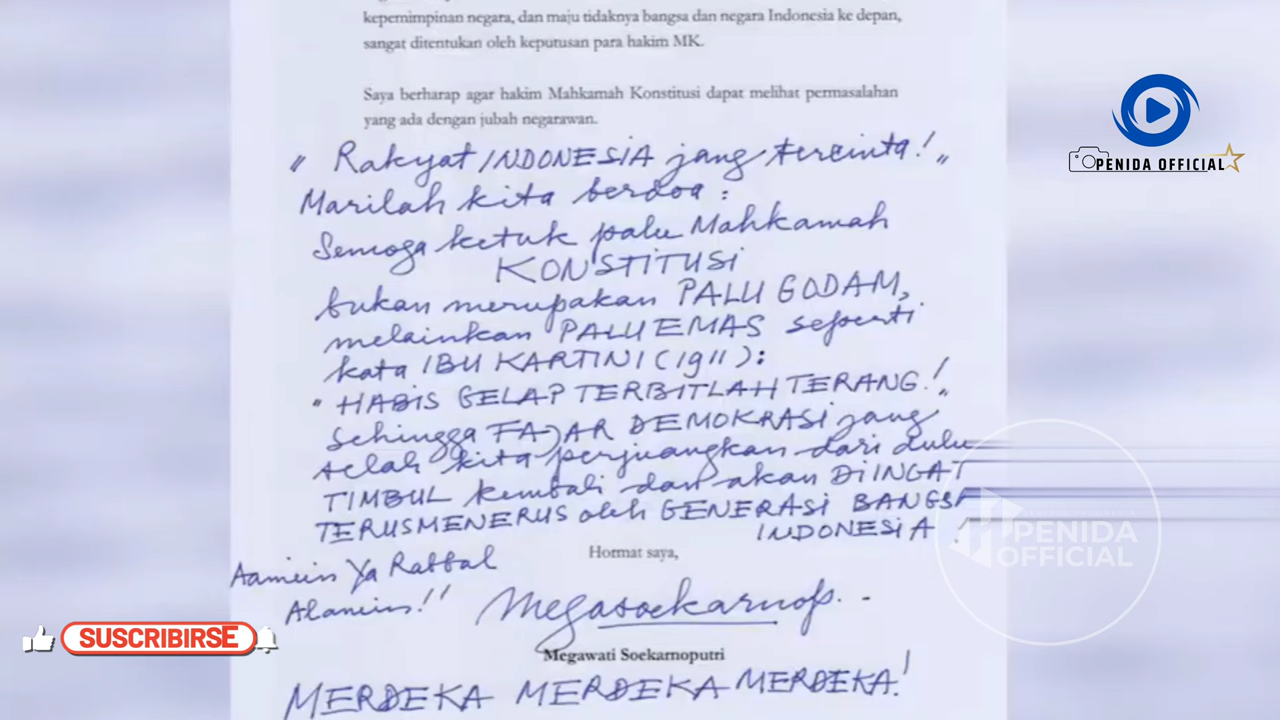 kepemimpinan negara, dan maju tidaknya bangsa dan negara Indonesia ke depan,
sangat ditentukan oleh keputusan para hakim MK.
Saya berharap agar hakim Mahkamah Konstitusi dapat melihat permasalahan
yang ada dengan jubah negarawan.
" Rakyat INDONESIA jang tercinta! "
Marilah kita berdoa :
Semoga ketuk palu Mahkamah
KONSTITUSI
bukan merupakan PALU GODAM,
melainkan PALU EMAS seperti
kata IBU KARTINI (1911):
" HABIS GELAP TERBITLAH TERANG! "
Sehingga FAJAR DEMOKRASI jang
telah kita perjuangkan dari dulu
TIMBUL kembali dan akan DIINGAT
TERUSMENERUS oleh GENERASI BANGSA
INDONESIA !
Hormat saya,
Aamiin Ya Rabbal
Alamin!!
Megasoekarnop.
Megawati Soekarnoputri
MERDEKA MERDEKA MERDEKA!
PENIDA OFFICIAL
PENIDA
OFFICIAL
SUSCRIBIRSE